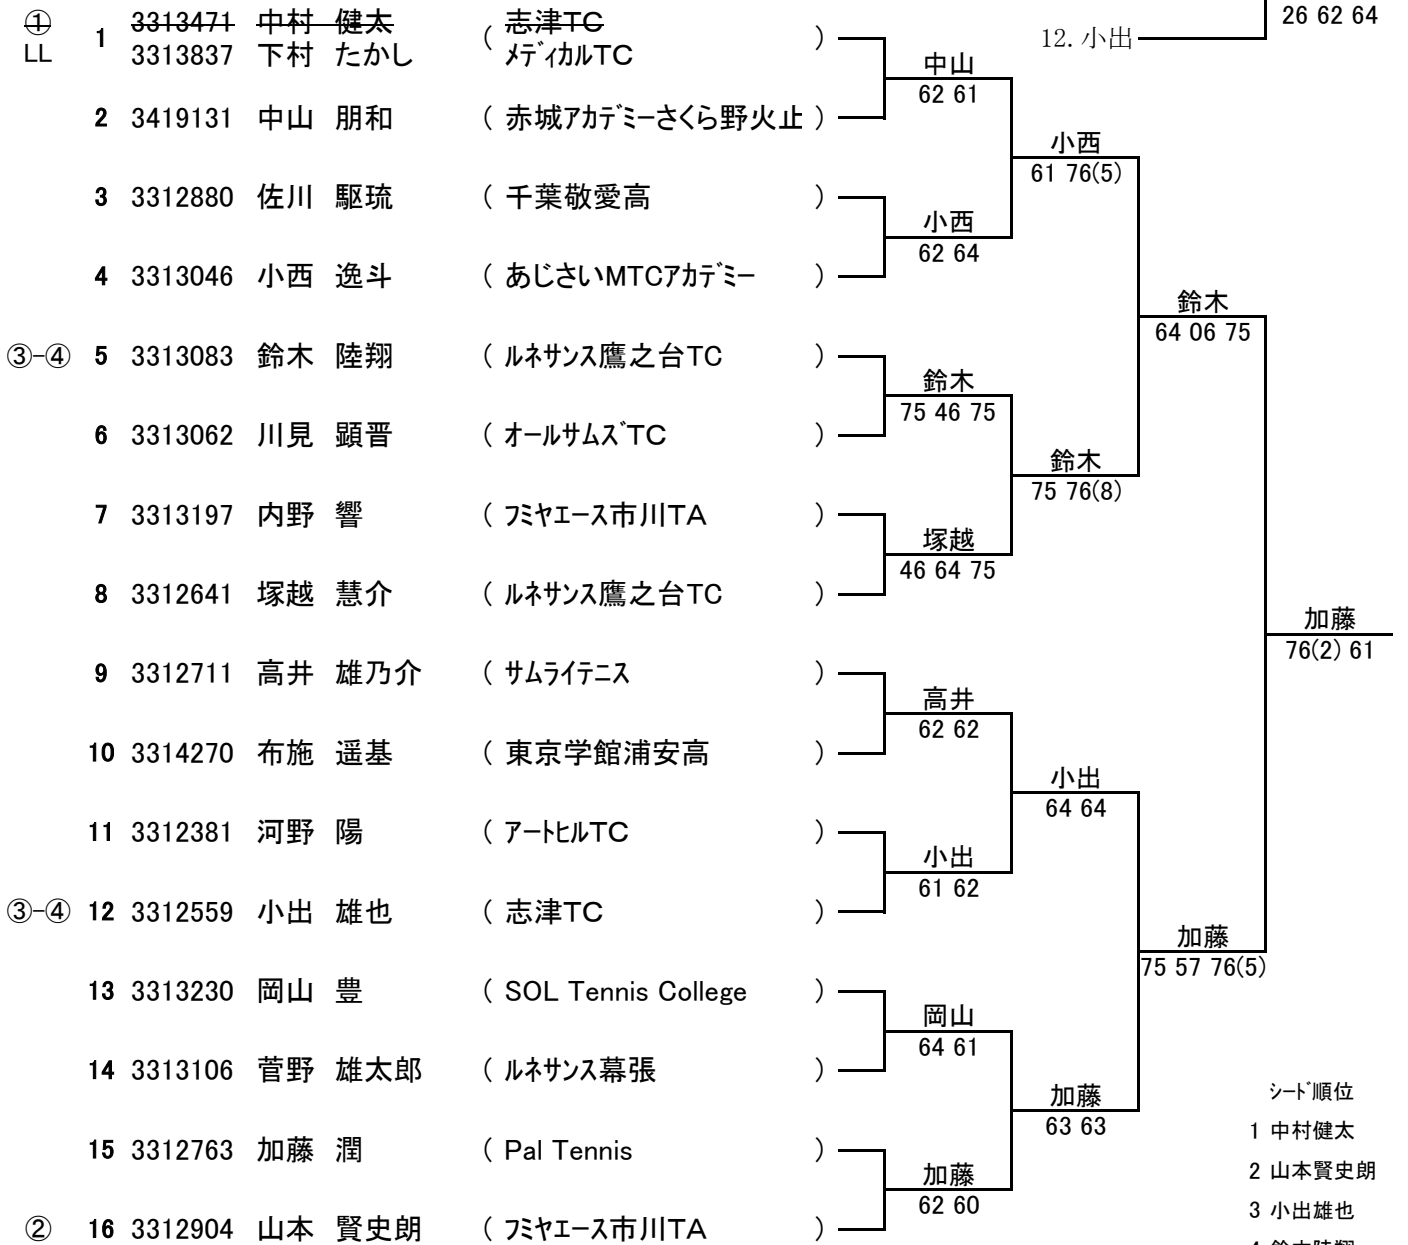 26 62 64
12. 小出
① 1 3313471 中村 健太 ( 志津TC )
LL 3313837 下村 たかし メディカルTC
中山
62 61
2 3419131 中山 朋和 ( 赤城アカデミーさくら野火止 )
小西
61 76(5)
3 3312880 佐川 駆琉 ( 千葉敬愛高 )
小西
62 64
4 3313046 小西 逸斗 ( あじさいMTCアカデミー )
鈴木
64 06 75
③-④ 5 3313083 鈴木 陸翔 ( ルネサンス鷹之台TC )
鈴木
75 46 75
6 3313062 川見 顕晋 ( オールサムズTC )
鈴木
75 76(8)
7 3313197 内野 響 ( フミヤエース市川TA )
塚越
46 64 75
8 3312641 塚越 慧介 ( ルネサンス鷹之台TC )
加藤
76(2) 61
9 3312711 高井 雄乃介 ( サムライテニス )
高井
62 62
10 3314270 布施 遥基 ( 東京学館浦安高 )
小出
64 64
11 3312381 河野 陽 ( アートヒルTC )
小出
61 62
③-④ 12 3312559 小出 雄也 ( 志津TC )
加藤
75 57 76(5)
13 3313230 岡山 豊 ( SOL Tennis College )
岡山
64 61
14 3313106 菅野 雄太郎 ( ルネサンス幕張 )
加藤
63 63
15 3312763 加藤 潤 ( Pal Tennis )
加藤
62 60
② 16 3312904 山本 賢史朗 ( フミヤエース市川TA )
シード順位
1 中村健太
2 山本賢史朗
3 小出雄也
4 鈴木陸翔